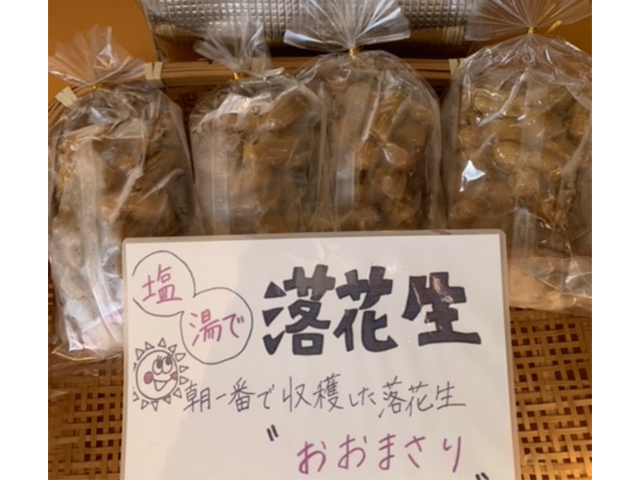 塩
湯で
落花生
朝一番で収穫した落花生
〝おおまさり〟